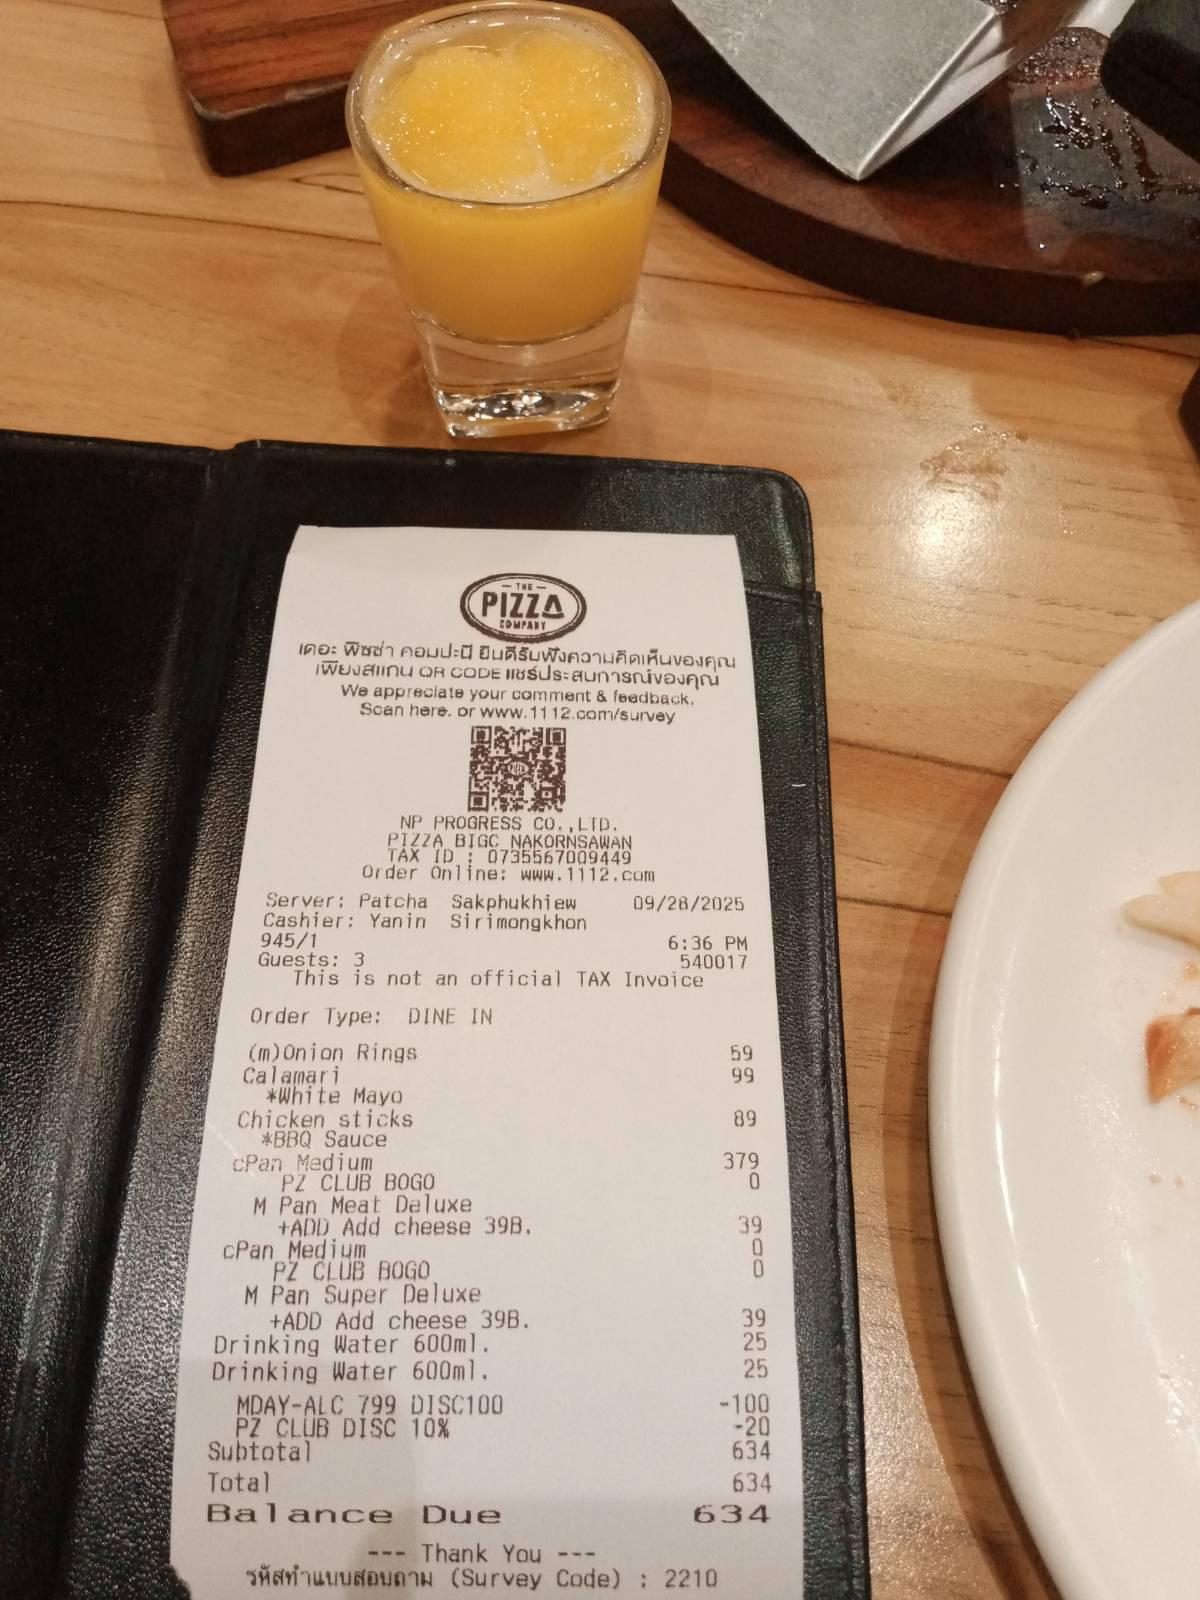 THE
PIZZA
COMPANY
เดอะ พิซซ่า คอมปะนี ยินดีรับฟังความคิดเห็นของคุณ
เพียงสแกน QR CODE แชร์ประสบการณ์ของคุณ
We appreciate your comment & feedback.
Scan here. or www.1112.com/survey
NP PROGRESS CO.,LTD.
PIZZA BIGC NAKORNSAWAN
TAX ID : 0735567009449
Order Online: www.1112.com
Server: Patcha Sakphukhiew 09/28/2025
Cashier: Yanin Sirimongkhon
945/1 6:36 PM
Guests: 3 540017
This is not an official TAX Invoice
Order Type: DINE IN
(m)Onion Rings 59
Calamari 99
*White Mayo
Chicken sticks 89
*BBQ Sauce
cPan Medium 379
PZ CLUB BOGO 0
M Pan Meat Deluxe
+ADD Add cheese 39B. 39
cPan Medium 0
PZ CLUB BOGO 0
M Pan Super Deluxe
+ADD Add cheese 39B. 39
Drinking Water 600ml. 25
Drinking Water 600ml. 25
MDAY-ALC 799 DISC100 -100
PZ CLUB DISC 10% -20
Subtotal 634
Total 634
Balance Due 634
--- Thank You ---
รหัสทำแบบสอบถาม (Survey Code) : 2210